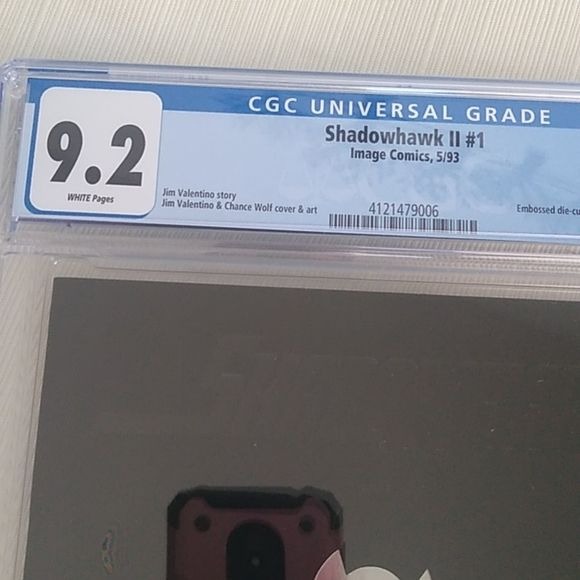 CGC UNIVERSAL GRADE
9.2
WHITE Pages
Shadowhawk II #1
Image Comics, 5/93
Jim Valentino story
Jim Valentino & Chance Wolf cover & art
4121479006
Embossed die-cu